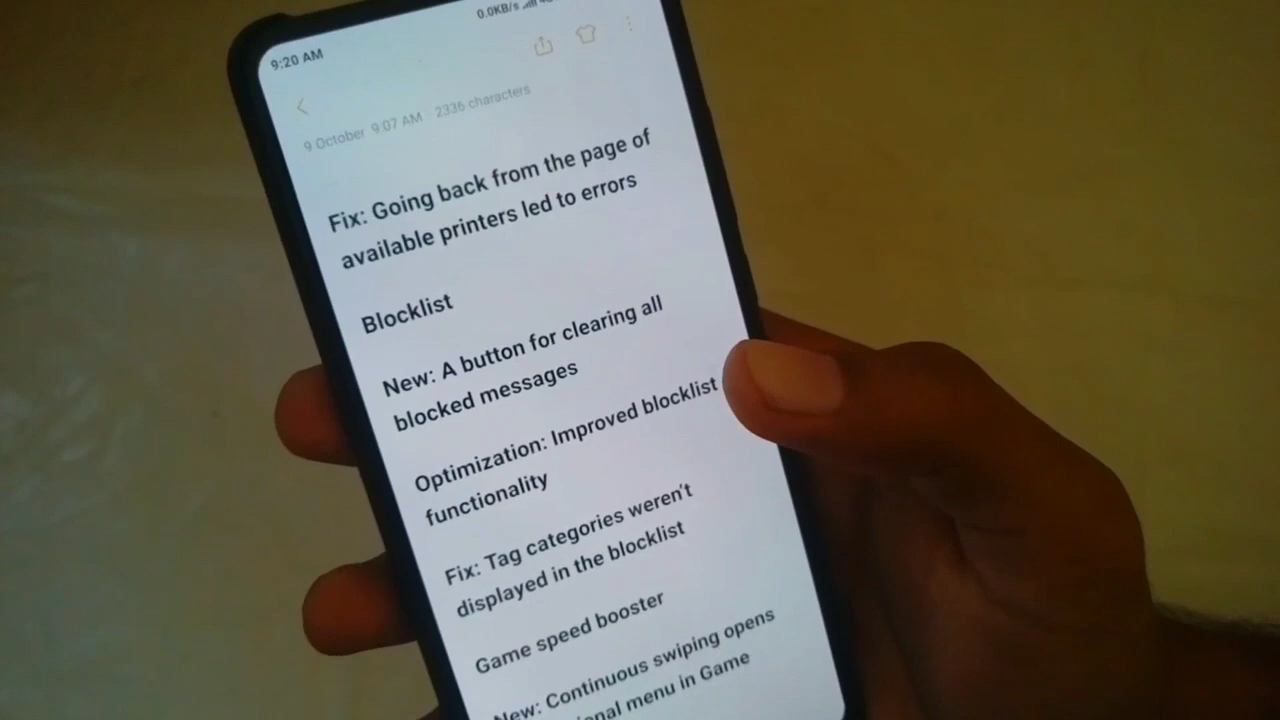 9:20 AM
0.0KB/s
9 October 9:07 AM 2336 characters
Fix: Going back from the page of
available printers led to errors
Blocklist
New: A button for clearing all
blocked messages
Optimization: Improved blocklist
functionality
Fix: Tag categories weren't
displayed in the blocklist
Game speed booster
New: Continuous swiping opens
menu in Game